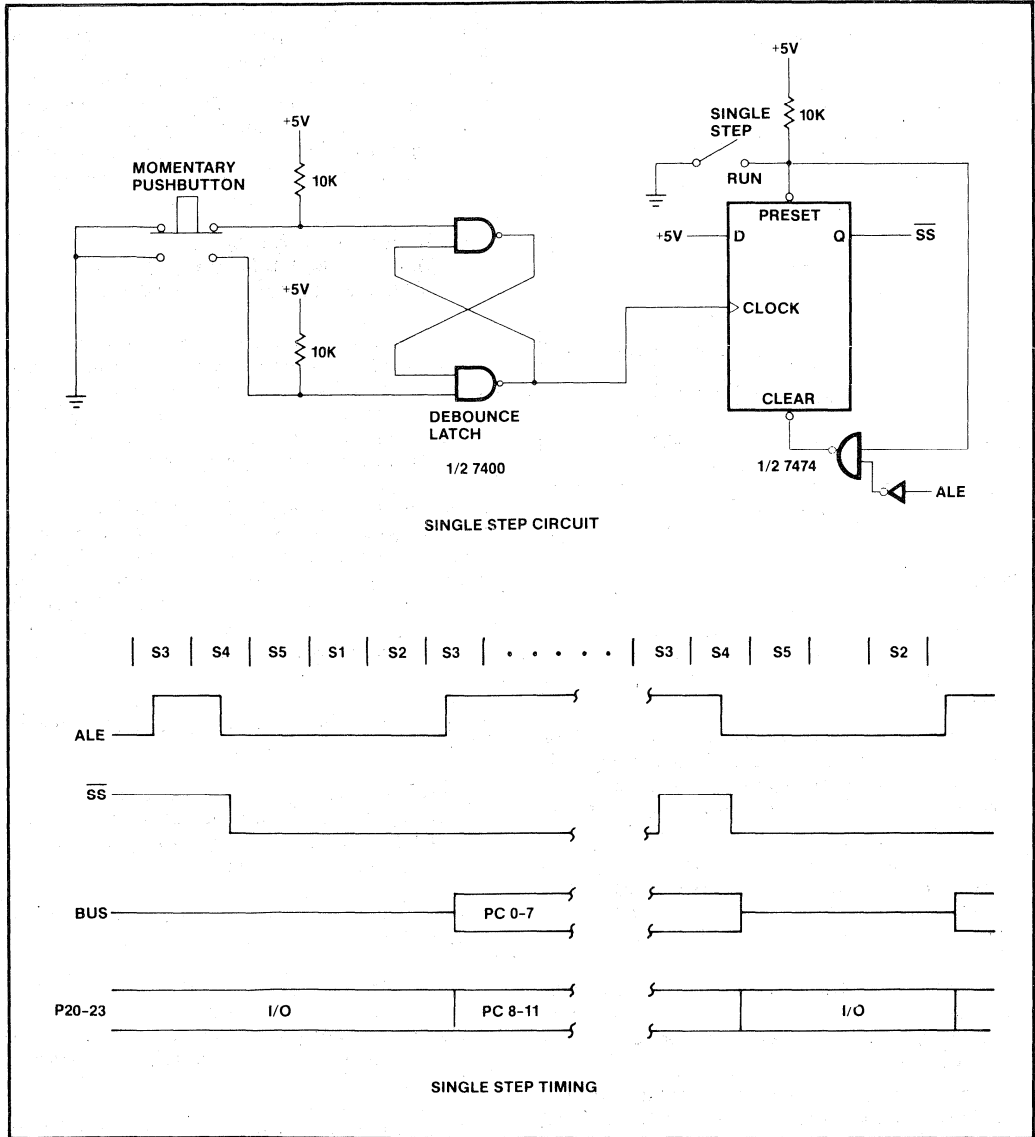 +5V
+5V
SINGLE
STEP
10K
MOMENTARY
PUSHBUTTON
10K
RUN
PRESET
+5V
D
Q
SS
+5V
CLOCK
10K
CLEAR
DEBOUNCE
LATCH
1/2 7400
1/2 7474
ALE
SINGLE STEP CIRCUIT
| S3 | S4 | S5 | S1 | S2 | S3 | . . . . . | S3 | S4 | S5 | | S2 |
ALE
SS
BUS
PC 0-7
P20-23
I/O
PC 8-11
I/O
SINGLE STEP TIMING